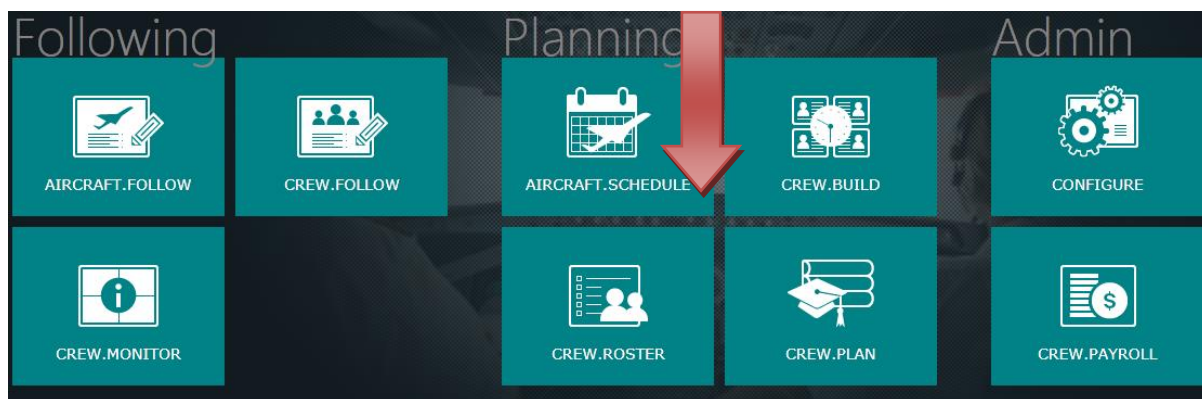 Following
Planning
Admin
AIRCRAFT.FOLLOW
CREW.FOLLOW
AIRCRAFT.SCHEDULE
CREW.BUILD
CONFIGURE
CREW.MONITOR
CREW.ROSTER
CREW.PLAN
CREW.PAYROLL